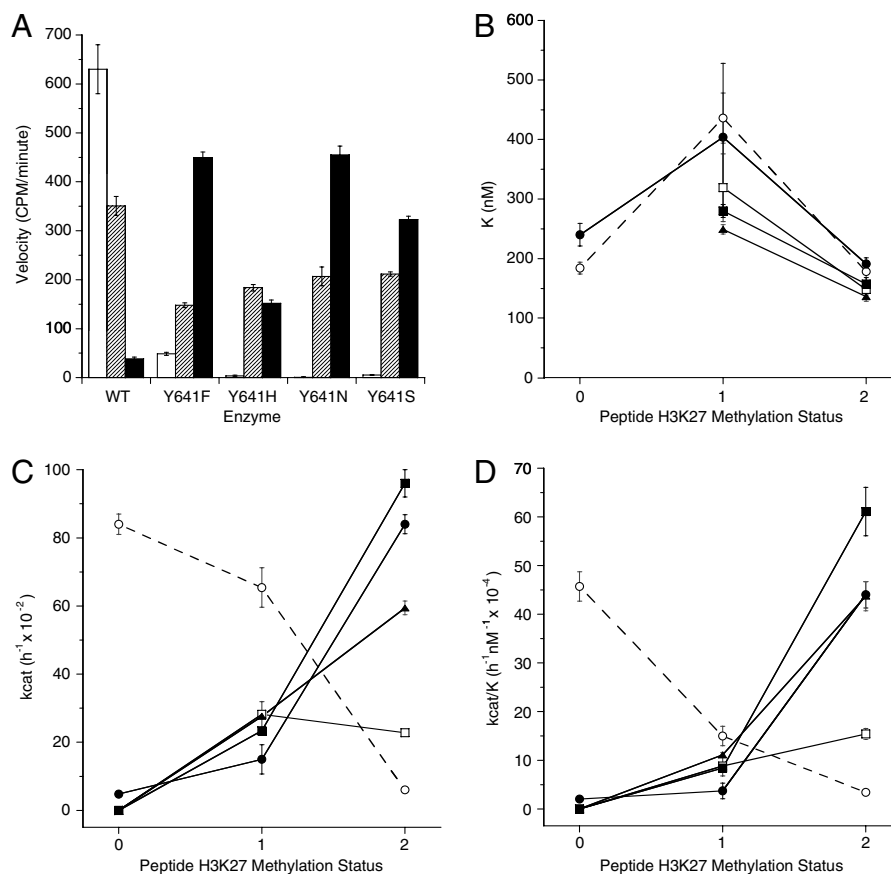 A
Velocity (CPM/minute)
700
600
500
400
300
200
100
0
WT Y641F Y641H Y641N Y641S
Enzyme
B
K (nM)
600
500
400
300
200
150
100
0
0 1 2
Peptide H3K27 Methylation Status
C
kcat (h⁻¹ x 10⁻²)
100
80
60
40
20
0
0 1 2
Peptide H3K27 Methylation Status
D
kcat/K (h⁻¹nM⁻¹ x 10⁻⁴)
70
60
50
40
30
20
10
0
0 1 2
Peptide H3K27 Methylation Status